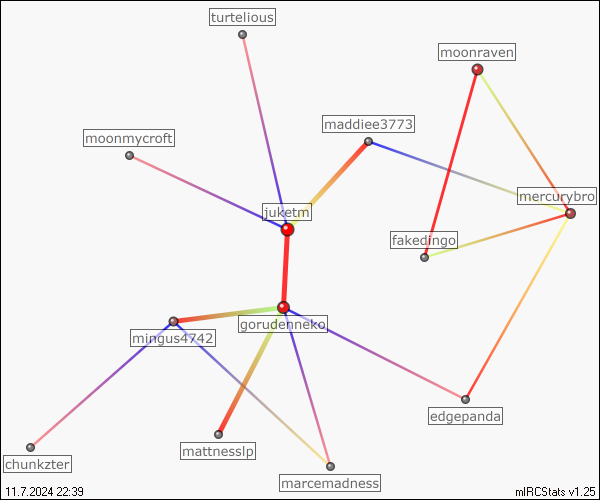 turtelious
moonraven
maddiee3773
moonmycroft
mercurybro
juketm
fakedingo
gorudenneko
mingus4742
edgepanda
mattnesslp
chunkzter
marcemadness
11.7.2024 22:39
mIRCStats v1.25